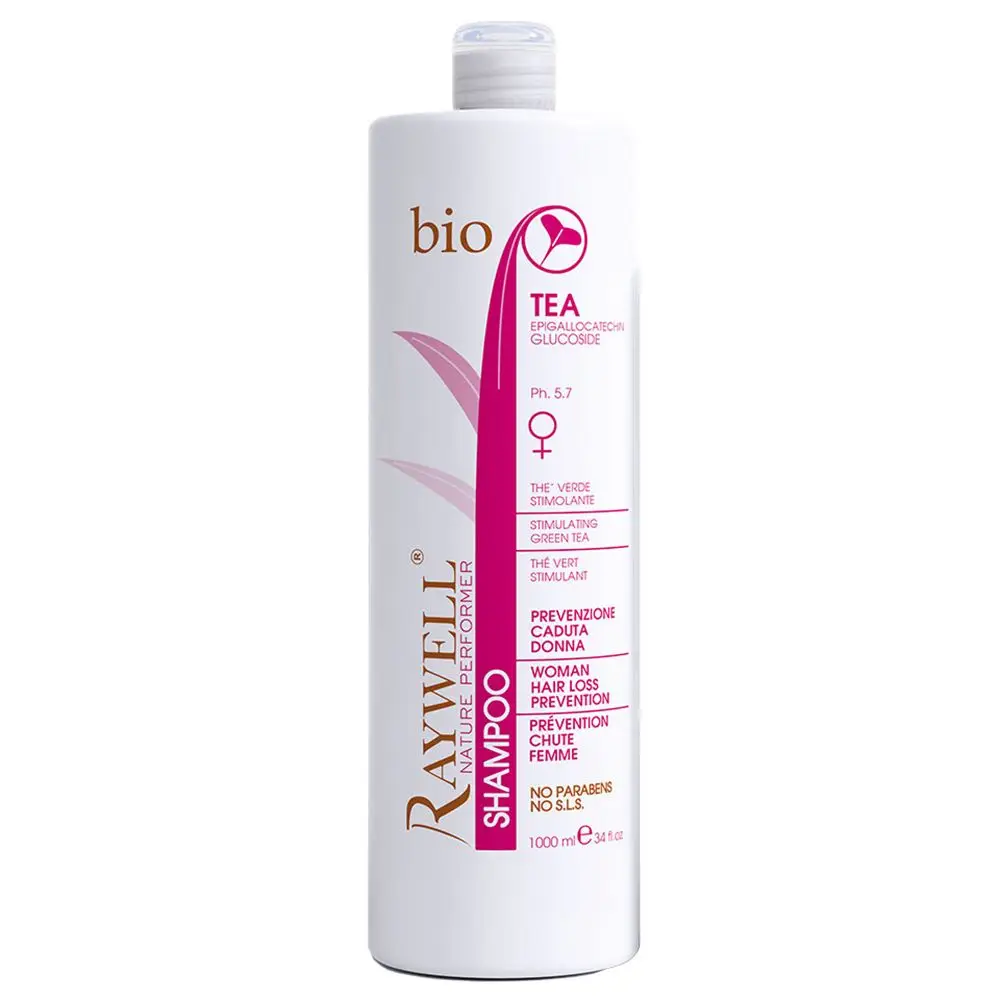 bio
TEA
EPIGALLOCATECHIN
GLUCOSIDE
Ph. 5.7
THE' VERDE
STIMOLANTE
STIMULATING
GREEN TEA
THÉ VERT
STIMULANT
PREVENZIONE
CADUTA
DONNA
WOMAN
HAIR LOSS
PREVENTION
PRÉVENTION
CHUTE
FEMME
NO PARABENS
NO S.L.S.
1000 ml e 34 fl.oz
RAYWELL®
NATURE PERFORMER
SHAMPOO